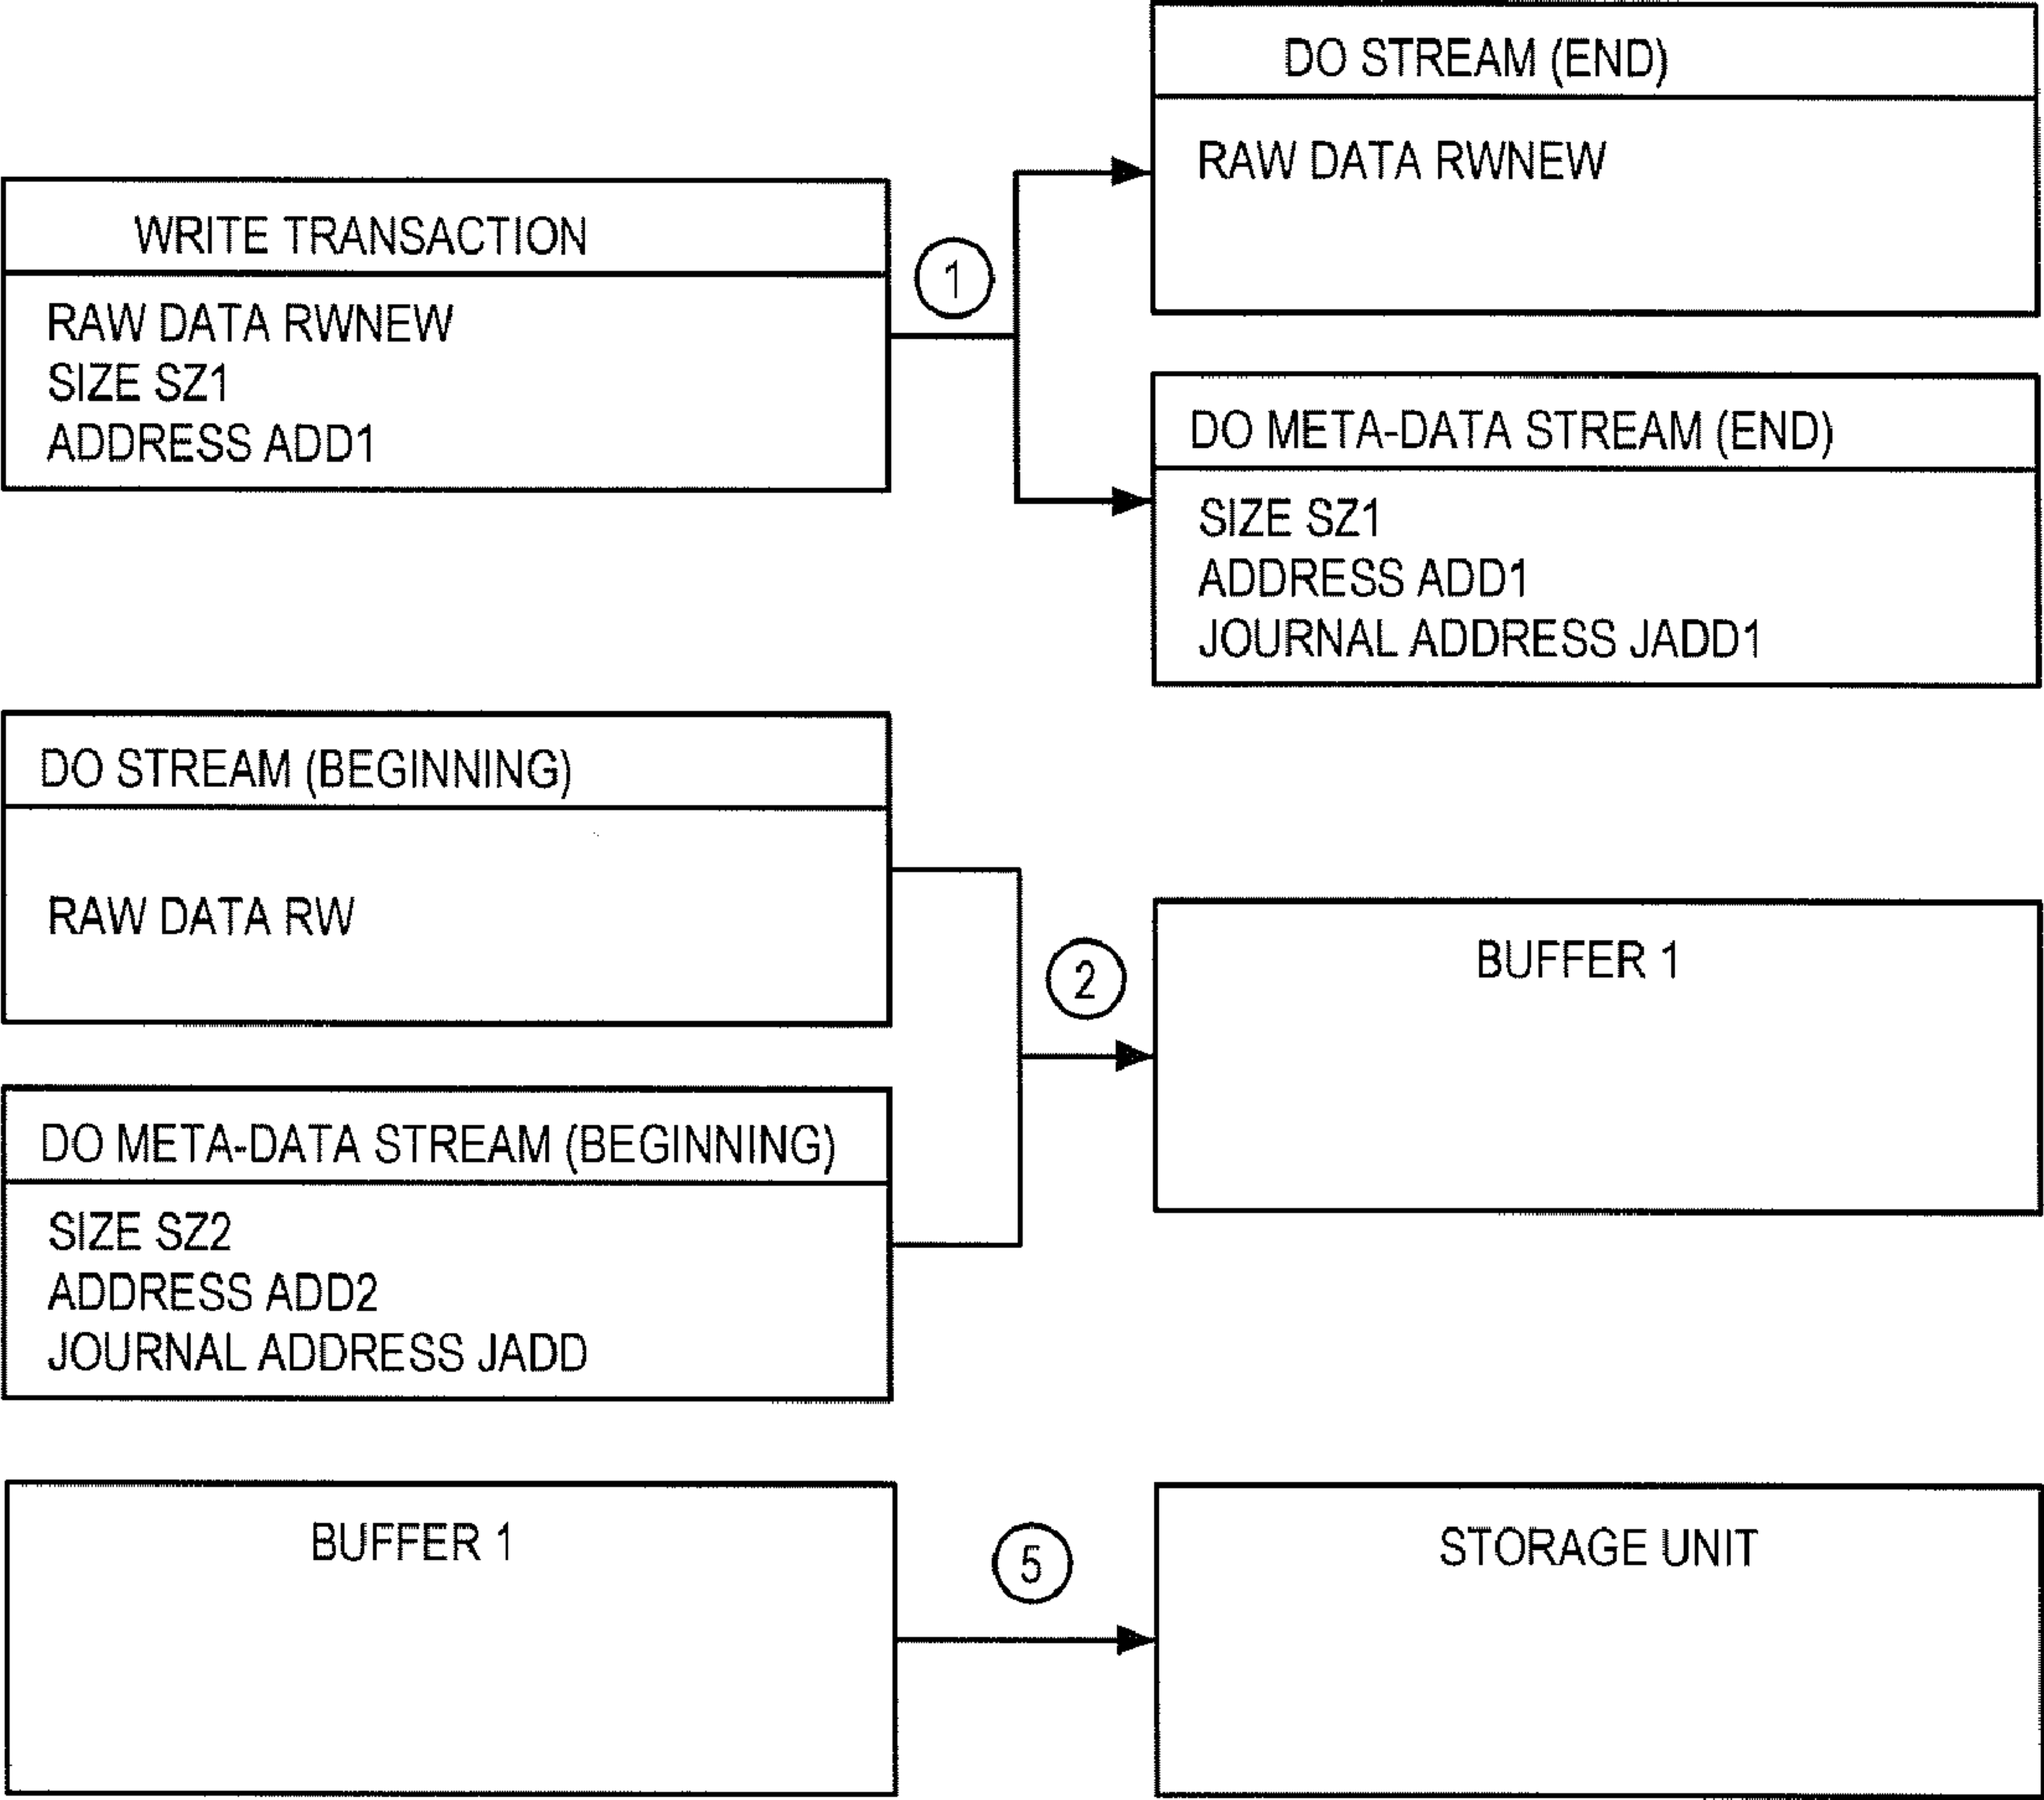 DO STREAM (END)
RAW DATA RWNEW
WRITE TRANSACTION
RAW DATA RWNEW
SIZE SZ1
ADDRESS ADD1
1
DO META-DATA STREAM (END)
SIZE SZ1
ADDRESS ADD1
JOURNAL ADDRESS JADD1
DO STREAM (BEGINNING)
RAW DATA RW
DO META-DATA STREAM (BEGINNING)
SIZE SZ2
ADDRESS ADD2
JOURNAL ADDRESS JADD
2
BUFFER 1
BUFFER 1
5
STORAGE UNIT